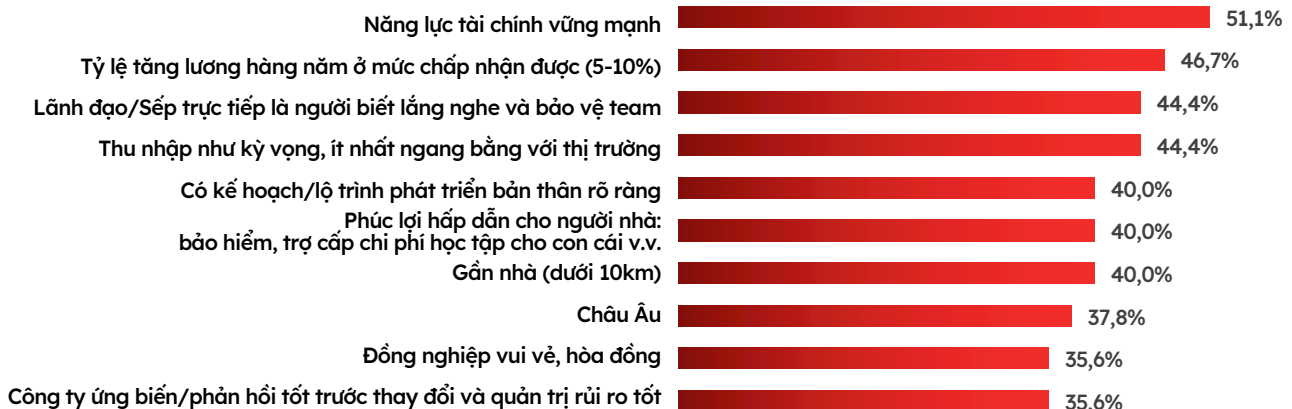 Năng lực tài chính vững mạnh 51,1%
Tỷ lệ tăng lương hàng năm ở mức chấp nhận được (5-10%) 46,7%
Lãnh đạo/Sếp trực tiếp là người biết lắng nghe và bảo vệ team 44,4%
Thu nhập như kỳ vọng, ít nhất ngang bằng với thị trường 44,4%
Có kế hoạch/lộ trình phát triển bản thân rõ ràng 40,0%
Phúc lợi hấp dẫn cho người nhà:
bảo hiểm, trợ cấp chi phí học tập cho con cái v.v. 40,0%
Gần nhà (dưới 10km) 40,0%
Châu Âu 37,8%
Đồng nghiệp vui vẻ, hòa đồng 35,6%
Công ty ứng biến/phản hồi tốt trước thay đổi và quản trị rủi ro tốt 35,6%